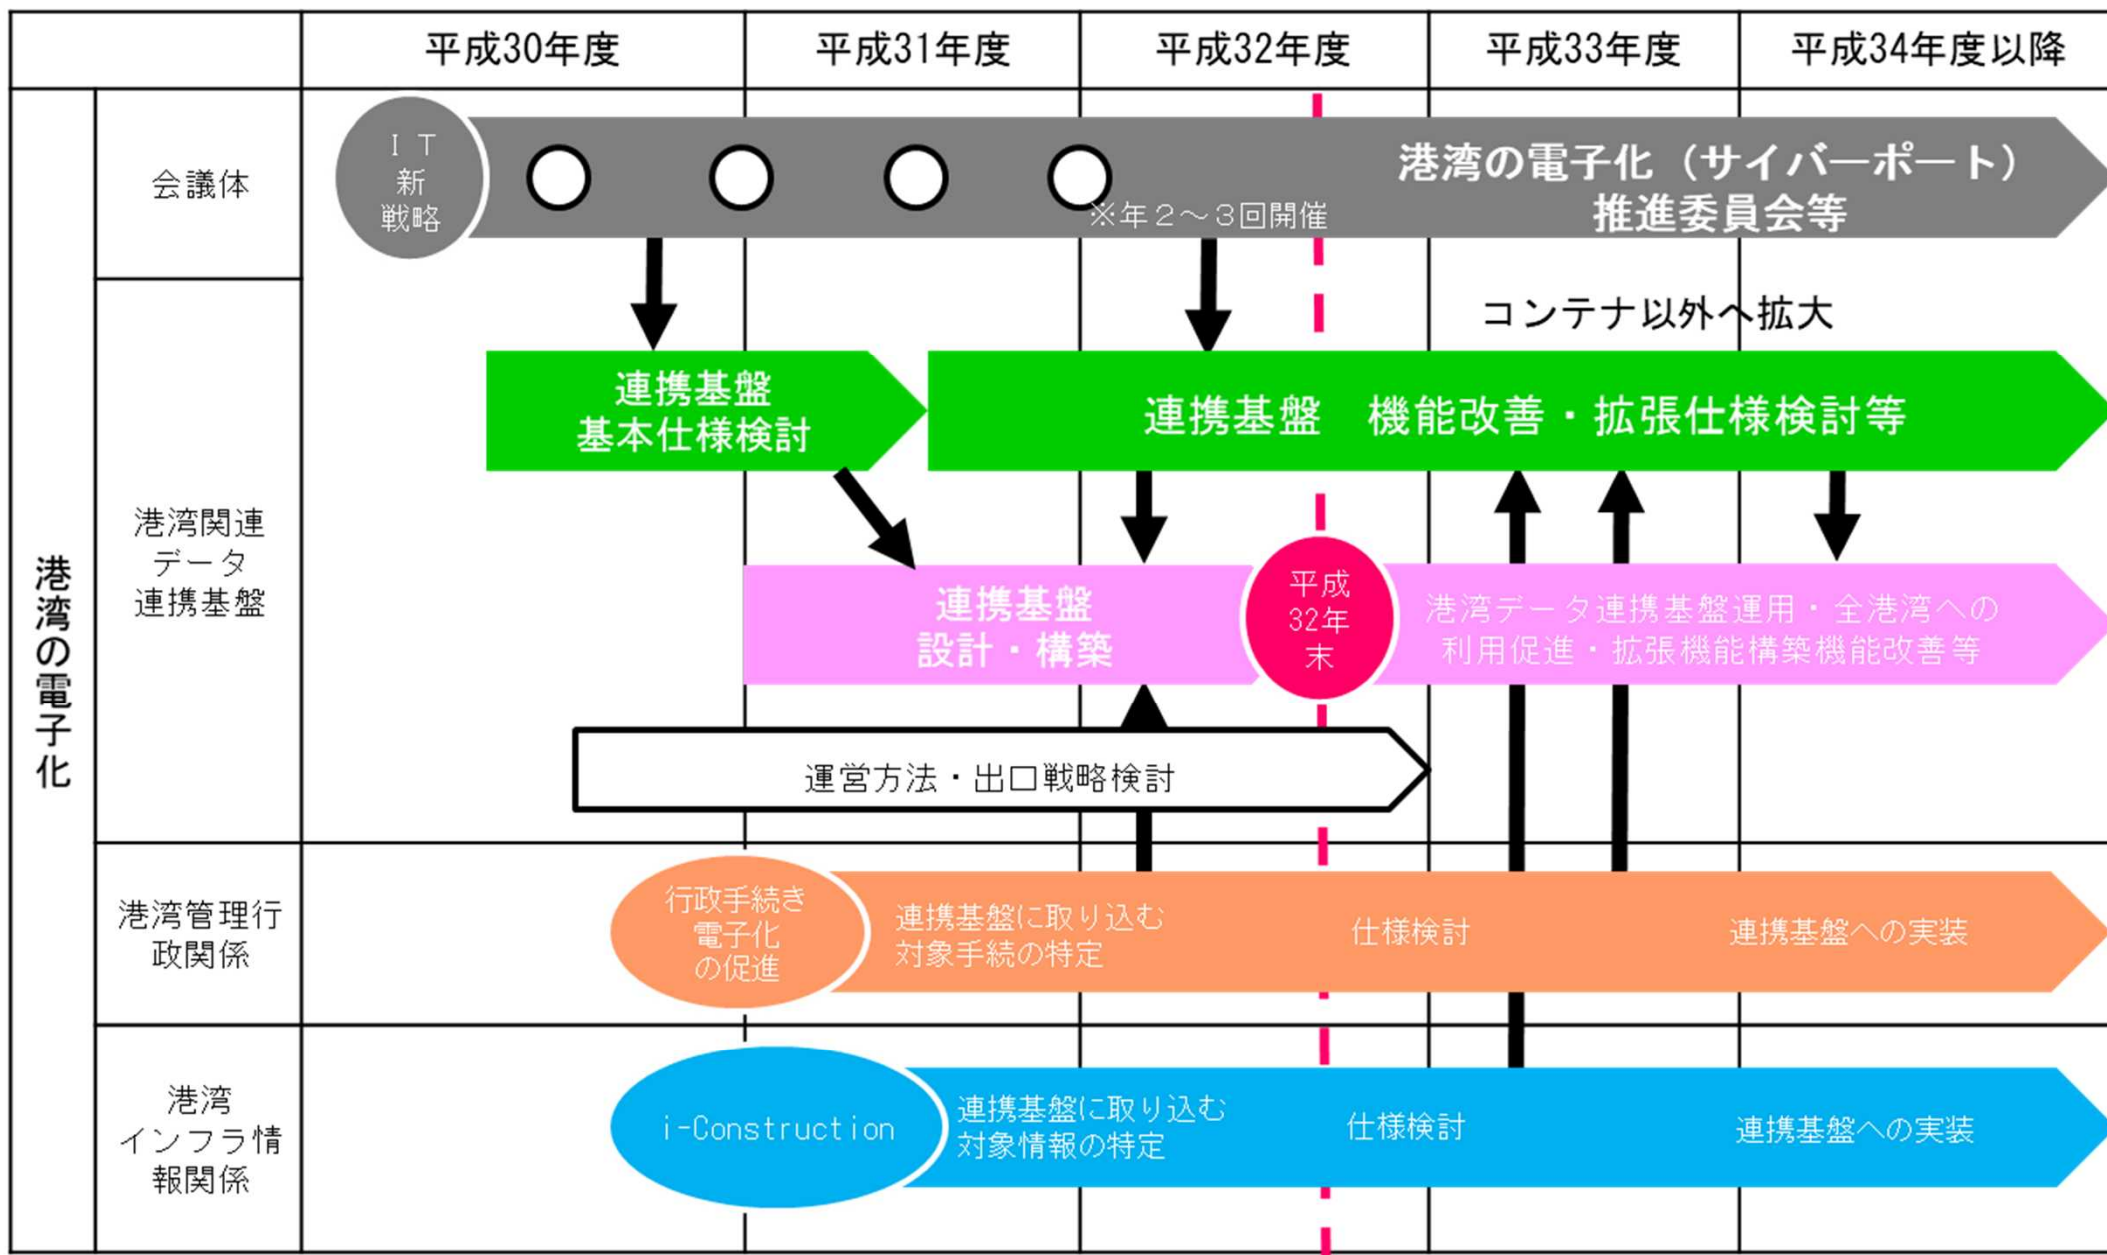 平成30年度
平成31年度
平成32年度
平成33年度
平成34年度以降
港湾の電子化
会議体
ＩＴ
新
戦略
※年２～３回開催
港湾の電子化（サイバーポート）
推進委員会等
港湾関連
データ
連携基盤
コンテナ以外へ拡大
連携基盤
基本仕様検討
連携基盤　機能改善・拡張仕様検討等
連携基盤
設計・構築
平成
32年
末
港湾データ連携基盤運用・全港湾への
利用促進・拡張機能構築機能改善等
運営方法・出口戦略検討
港湾管理行
政関係
行政手続き
電子化
の促進
連携基盤に取り込む
対象手続の特定
仕様検討
連携基盤への実装
港湾
インフラ情
報関係
i-Construction
連携基盤に取り込む
対象情報の特定
仕様検討
連携基盤への実装